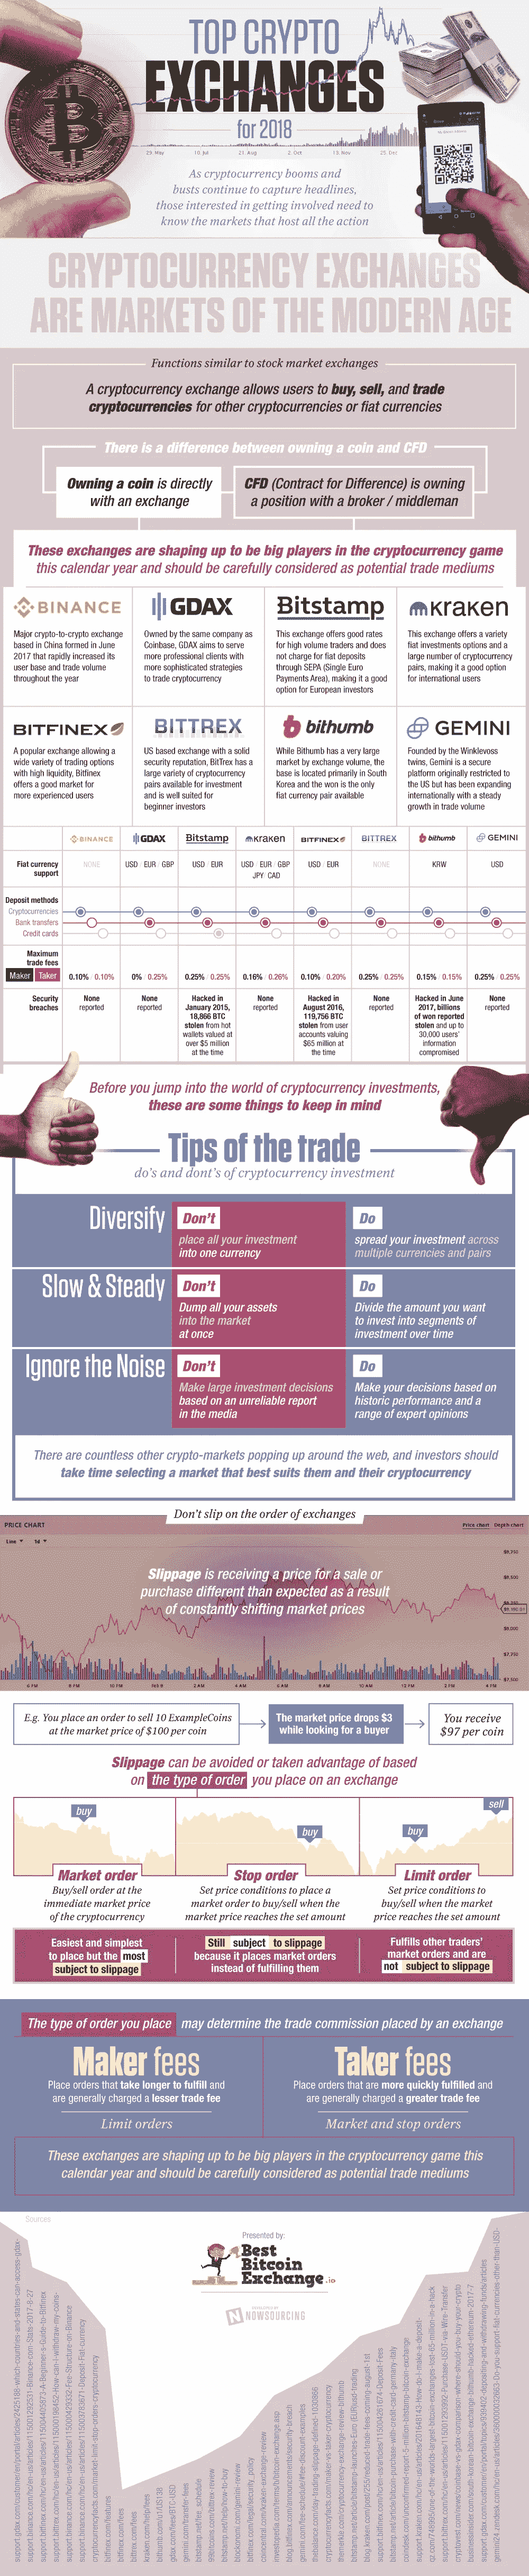 TOP CRYPTO
EXCHANGES
for 2018
29. May 10. Jul 21. Aug 2. Oct 13. Nov 25. Dec
As cryptocurrency booms and
busts continue to capture headlines,
those interested in getting involved need to
know the markets that host all the action
CRYPTOCURRENCY EXCHANGES
ARE MARKETS OF THE MODERN AGE
Functions similar to stock market exchanges
A cryptocurrency exchange allows users to buy, sell, and trade
cryptocurrencies for other cryptocurrencies or fiat currencies
There is a difference between owning a coin and CFD
Owning a coin is directly
with an exchange
CFD (Contract for Difference) is owning
a position with a broker / middleman
These exchanges are shaping up to be big players in the cryptocurrency game
this calendar year and should be carefully considered as potential trade mediums
BINANCE
Major crypto-to-crypto exchange
based in China formed in June
2017 that rapidly increased its
user base and trade volume
throughout the year
GDAX
Owned by the same company as
Coinbase, GDAX aims to serve
more professional clients with
more sophisticated strategies
to trade cryptocurrency
Bitstamp
This exchange offers good rates
for high volume traders and does
not charge for fiat deposits
through SEPA (Single Euro
Payments Area), making it a good
option for European investors
kraken
This exchange offers a variety
fiat investments options and a
large number of cryptocurrency
pairs, making it a good option
for international users
BITFINEX
A popular exchange allowing a
wide variety of trading options
with high liquidity, Bitfinex
offers a good market for
more experienced users
BITTREX
US based exchange with a solid
security reputation, BitTrex has a
large variety of cryptocurrency
pairs available for investment
and is well suited for
beginner investors
bithumb
While Bithumb has a very large
market by exchange volume, the
base is located primarily in South
Korea and the won is the only
fiat currency pair available
GEMINI
Founded by the Winklevoss
twins, Gemini is a secure
platform originally restricted to
the US but has been expanding
internationally with a steady
growth in trade volume
BINANCE GDAX Bitstamp kraken BITFINEX BITTREX bithumb GEMINI
Fiat currency
support
NONE
USD / EUR / GBP
USD / EUR
USD / EUR / GBP
JPY / CAD
USD / EUR
NONE
KRW
USD
Deposit methods
Cryptocurrencies
Bank transfers
Credit cards
Maximum
trade fees
Maker Taker 0.10% 0.10% 0% 0.25% 0.25% 0.25% 0.16% 0.26% 0.10% 0.20% 0.25% 0.25% 0.15% 0.15% 0.25% 0.25%
Security
breaches
None
reported
None
reported
Hacked in
January 2015,
18,866 BTC
stolen from hot
wallets valued at
over $5 million
at the time
None
reported
Hacked in
August 2016,
119,756 BTC
stolen from user
accounts valuing
$65 million at
the time
None
reported
Hacked in June
2017, billions
of won reported
stolen and up to
30,000 users'
information
compromised
None
reported
Before you jump into the world of cryptocurrency investments,
these are some things to keep in mind
Tips of the trade
do's and dont's of cryptocurrency investment
Diversify
Don't
place all your investment
into one currency
Do
spread your investment across
multiple currencies and pairs
Slow & Steady
Don't
Dump all your assets
into the market
at once
Do
Divide the amount you want
to invest into segments of
investment over time
Ignore the Noise
Don't
Make large investment decisions
based on an unreliable report
in the media
Do
Make your decisions based on
historic performance and a
range of expert opinions
There are countless other crypto-markets popping up around the web, and investors should
take time selecting a market that best suits them and their cryptocurrency
Don't slip on the order of exchanges
PRICE CHART
Price chart Depth chart
Line 1d
Slippage is receiving a price for a sale or
purchase different than expected as a result
of constantly shifting market prices
E.g. You place an order to sell 10 ExampleCoins
at the market price of $100 per coin
The market price drops $3
while looking for a buyer
You receive
$97 per coin
Slippage can be avoided or taken advantage of based
on the type of order you place on an exchange
buy
buy
buy
sell
Market order
Buy/sell order at the
immediate market price
of the cryptocurrency
Stop order
Set price conditions to place a
market order to buy/sell when the
market price reaches the set amount
Limit order
Set price conditions to
buy/sell when the market
price reaches the set amount
Easiest and simplest
to place but the most
subject to slippage
Still subject to slippage
because it places market orders
instead of fulfilling them
Fulfills other traders'
market orders and are
not subject to slippage
The type of order you place may determine the trade commission placed by an exchange
Maker fees
Place orders that take longer to fulfill and
are generally charged a lesser trade fee
Limit orders
Taker fees
Place orders that are more quickly fulfilled and
are generally charged a greater trade fee
Market and stop orders
These exchanges are shaping up to be big players in the cryptocurrency game this
calendar year and should be carefully considered as potential trade mediums
Sources
Presented by:
Best
Bitcoin
Exchange.io
NOWSOURCING